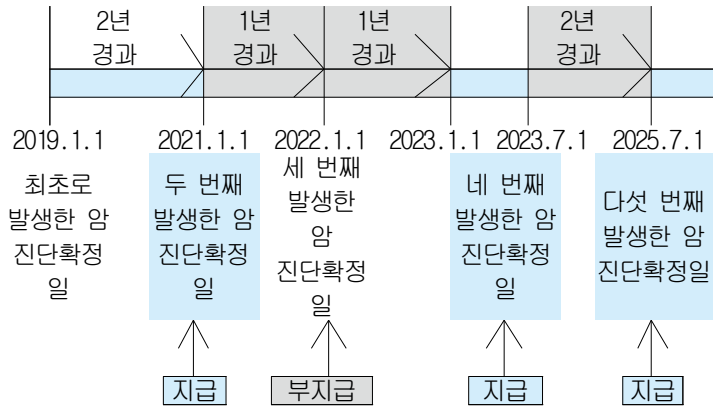 2년
경과
1년
경과
1년
경과
2년
경과
2019.1.1
2021.1.1
2022.1.1
2023.1.1
2023.7.1
2025.7.1
최초로
발생한 암
진단확정
일
두 번째
발생한 암
진단확정
일
세 번째
발생한
암
진단확정
일
네 번째
발생한 암
진단확정
일
다섯 번째
발생한 암
진단확정일
지급
부지급
지급
지급